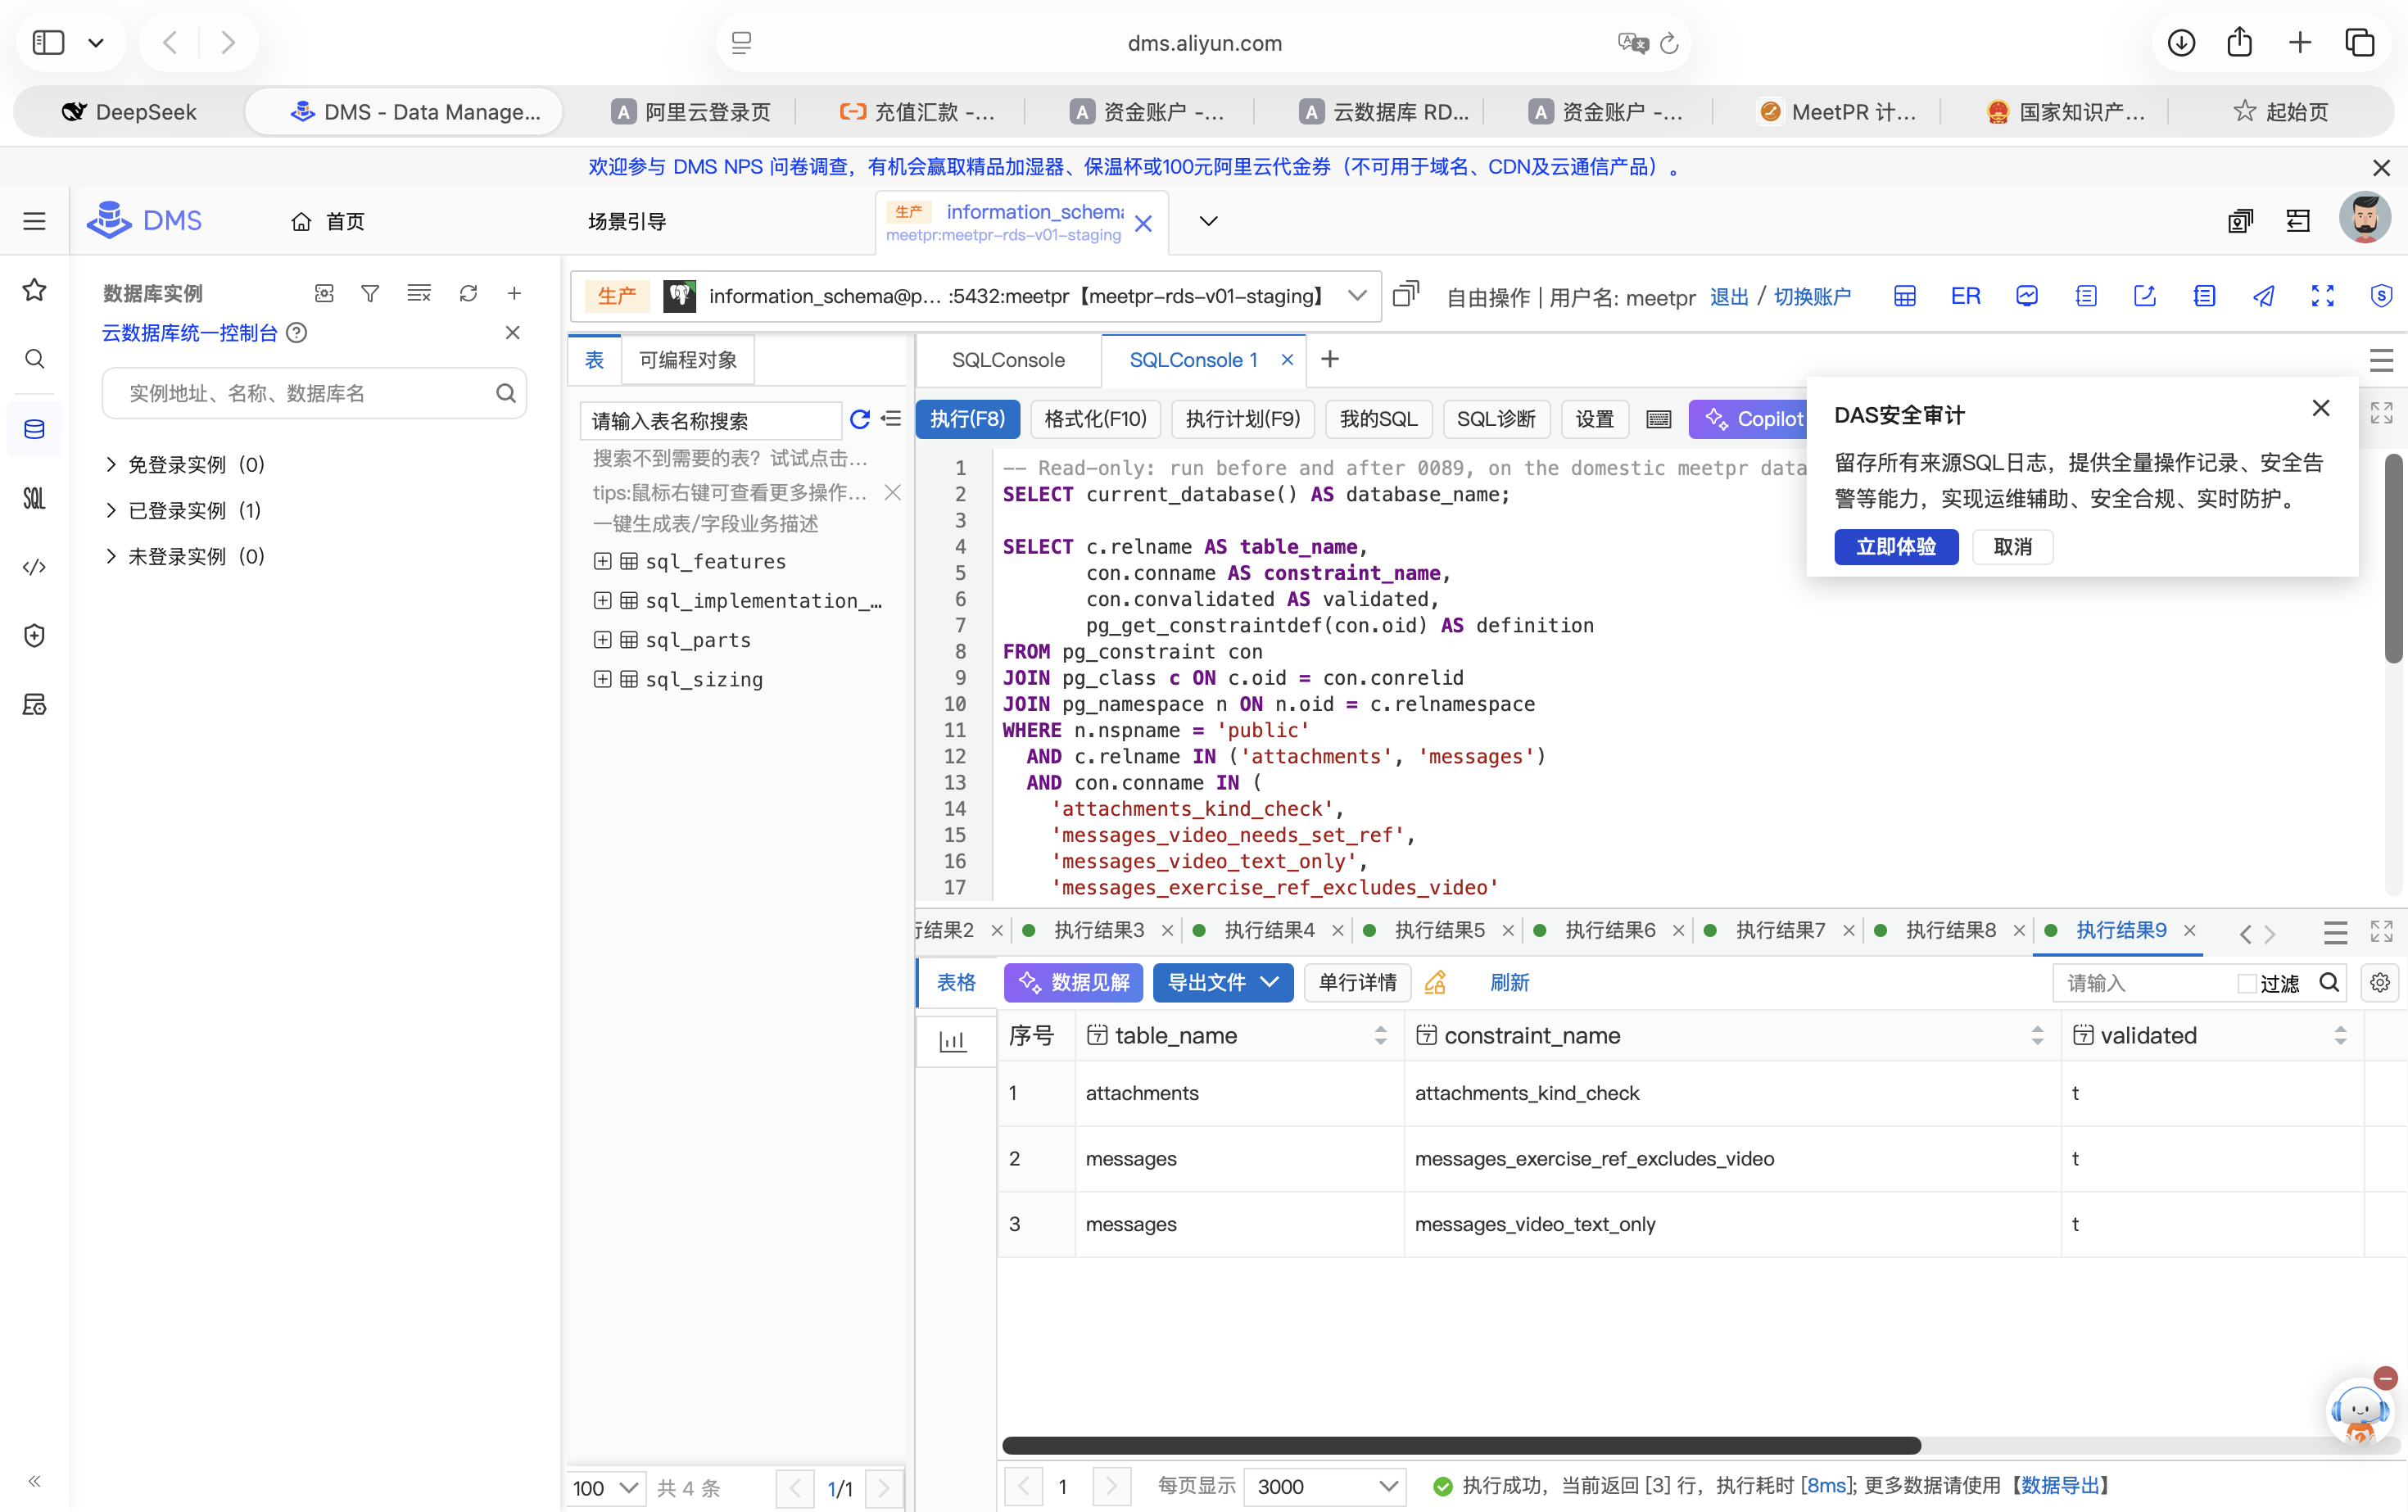 dms.aliyun.com
DeepSeek
DMS - Data Manage...
阿里云登录页
充值汇款 -...
资金账户 -...
云数据库 RD...
资金账户 -...
MeetPR 计...
国家知识产...
起始页
欢迎参与 DMS NPS 问卷调查，有机会赢取精品加湿器、保温杯或100元阿里云代金券（不可用于域名、CDN及云通信产品）。
DMS
首页
场景引导
生产 information_schema
meetpr:meetpr-rds-v01-staging
数据库实例
云数据库统一控制台
实例地址、名称、数据库名
免登录实例 (0)
已登录实例 (1)
未登录实例 (0)
SQL
生产 information_schema@p... :5432:meetpr【meetpr-rds-v01-staging】
自由操作 | 用户名: meetpr 退出 / 切换账户
ER
表
可编程对象
请输入表名称搜索
搜索不到需要的表？试试点击...
tips:鼠标右键可查看更多操作...
一键生成表/字段业务描述
sql_features
sql_implementation_...
sql_parts
sql_sizing
100
共 4 条
1/1
SQLConsole
SQLConsole 1
执行(F8)
格式化(F10)
执行计划(F9)
我的SQL
SQL诊断
设置
Copilot
DAS安全审计
留存所有来源SQL日志，提供全量操作记录、安全告
警等能力，实现运维辅助、安全合规、实时防护。
立即体验
取消
1 -- Read-only: run before and after 0089, on the domestic meetpr data
2 SELECT current_database() AS database_name;
3
4 SELECT c.relname AS table_name,
5 con.conname AS constraint_name,
6 con.convalidated AS validated,
7 pg_get_constraintdef(con.oid) AS definition
8 FROM pg_constraint con
9 JOIN pg_class c ON c.oid = con.conrelid
10 JOIN pg_namespace n ON n.oid = c.relnamespace
11 WHERE n.nspname = 'public'
12 AND c.relname IN ('attachments', 'messages')
13 AND con.conname IN (
14 'attachments_kind_check',
15 'messages_video_needs_set_ref',
16 'messages_video_text_only',
17 'messages_exercise_ref_excludes_video'
行结果2
执行结果3
执行结果4
执行结果5
执行结果6
执行结果7
执行结果8
执行结果9
表格
数据见解
导出文件
单行详情
刷新
请输入
过滤
序号 table_name constraint_name validated
1 attachments attachments_kind_check t
2 messages messages_exercise_ref_excludes_video t
3 messages messages_video_text_only t
1
每页显示 3000
执行成功，当前返回 [3] 行，执行耗时 [8ms]; 更多数据请使用【数据导出】